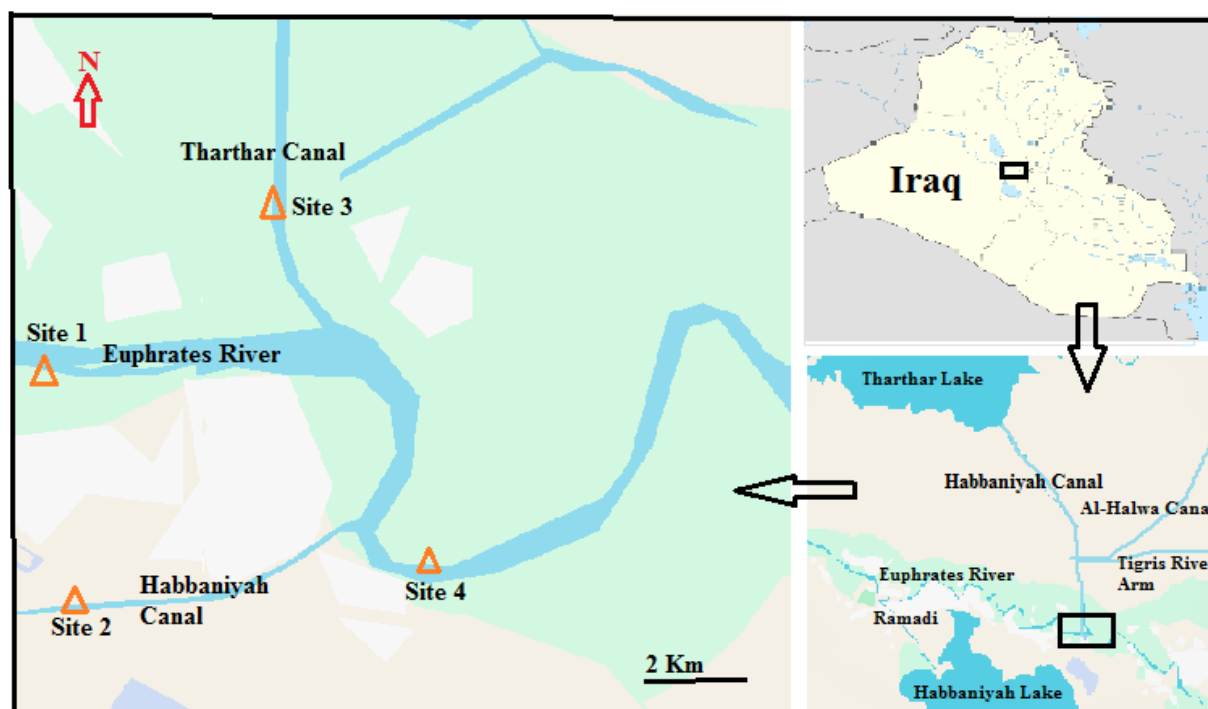 N
Tharthar Canal
Site 3
Site 1
Euphrates River
Habbaniyah
Canal
Site 2
Site 4
2 Km
Iraq
Tharthar Lake
Habbaniyah Canal
Al-Halwa Cana
Tigris Rive
Arm
Euphrates River
Ramadi
Habbaniyah Lake